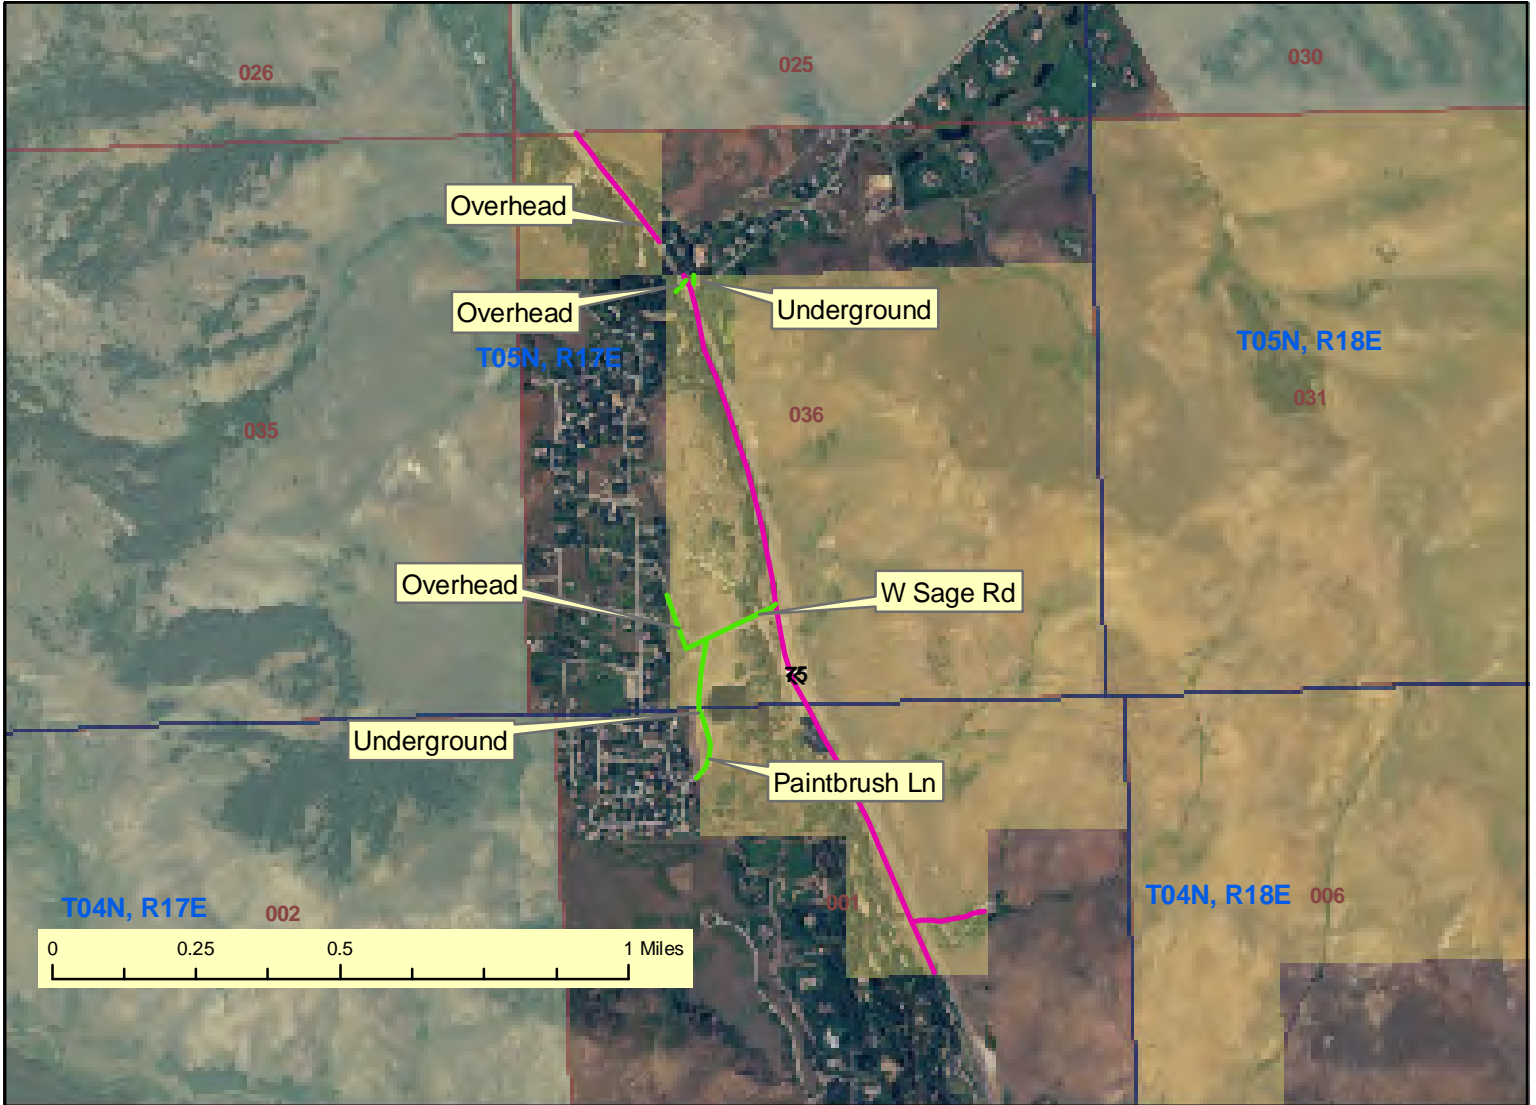 026
025
030
Overhead
Overhead
Underground
T05N, R17E
T05N, R18E
031
036
035
Overhead
W Sage Rd
75
Underground
Paintbrush Ln
T04N, R17E
002
001
T04N, R18E
006
0
0.25
0.5
1 Miles